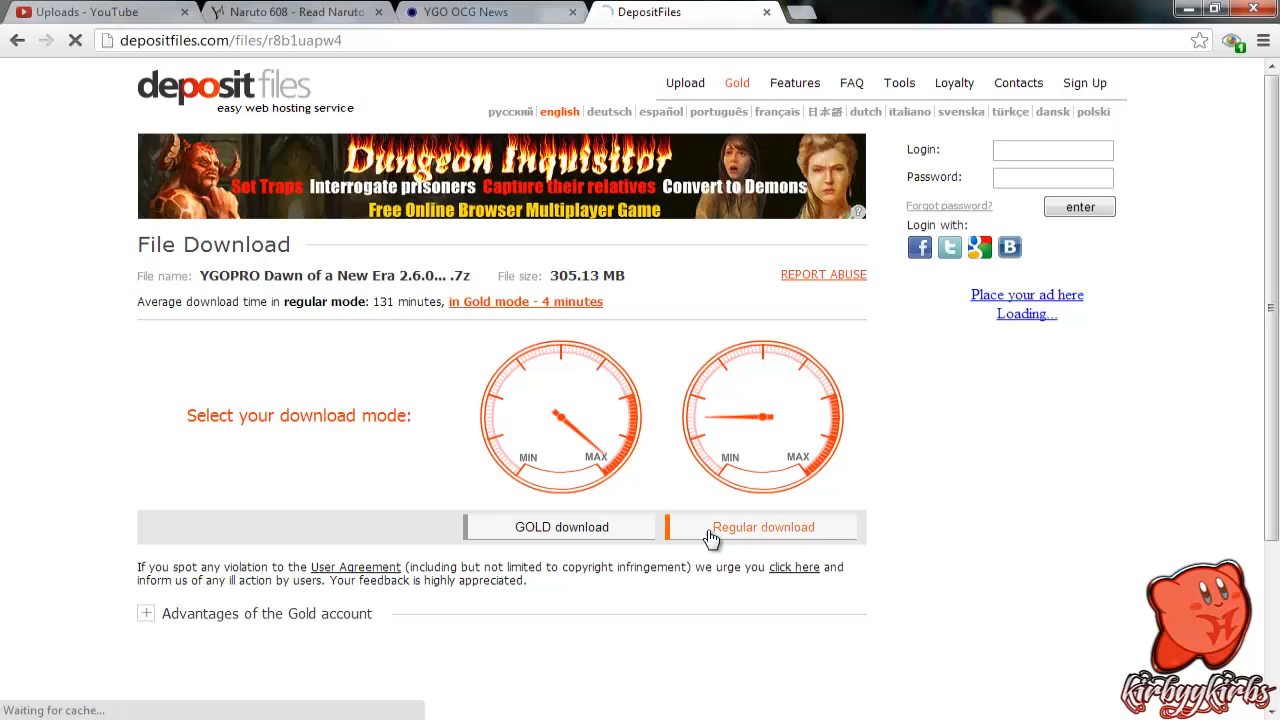 Uploads - YouTube
Naruto 608 - Read Naruto
YGO OCG News
DepositFiles
depositfiles.com/files/r8b1uapw4
1
depositfiles
easy web hosting service
Upload Gold Features FAQ Tools Loyalty Contacts Sign Up
русский english deutsch español português français 日本語 dutch italiano svenska türkçe dansk polski
Dungeon Inquisitor
Set Traps Interrogate prisoners Capture their relatives Convert to Demons
Free Online Browser Multiplayer Game
Login:
Password:
Forgot password? enter
Login with:
Place your ad here
Loading...
File Download
File name: YGOPRO Dawn of a New Era 2.6.0... .7z File size: 305.13 MB REPORT ABUSE
Average download time in regular mode: 131 minutes, in Gold mode - 4 minutes
Select your download mode:
MIN MAX MIN MAX
GOLD download Regular download
If you spot any violation to the User Agreement (including but not limited to copyright infringement) we urge you click here and
inform us of any ill action by users. Your feedback is highly appreciated.
Advantages of the Gold account
Waiting for cache...
kirbyykirbs